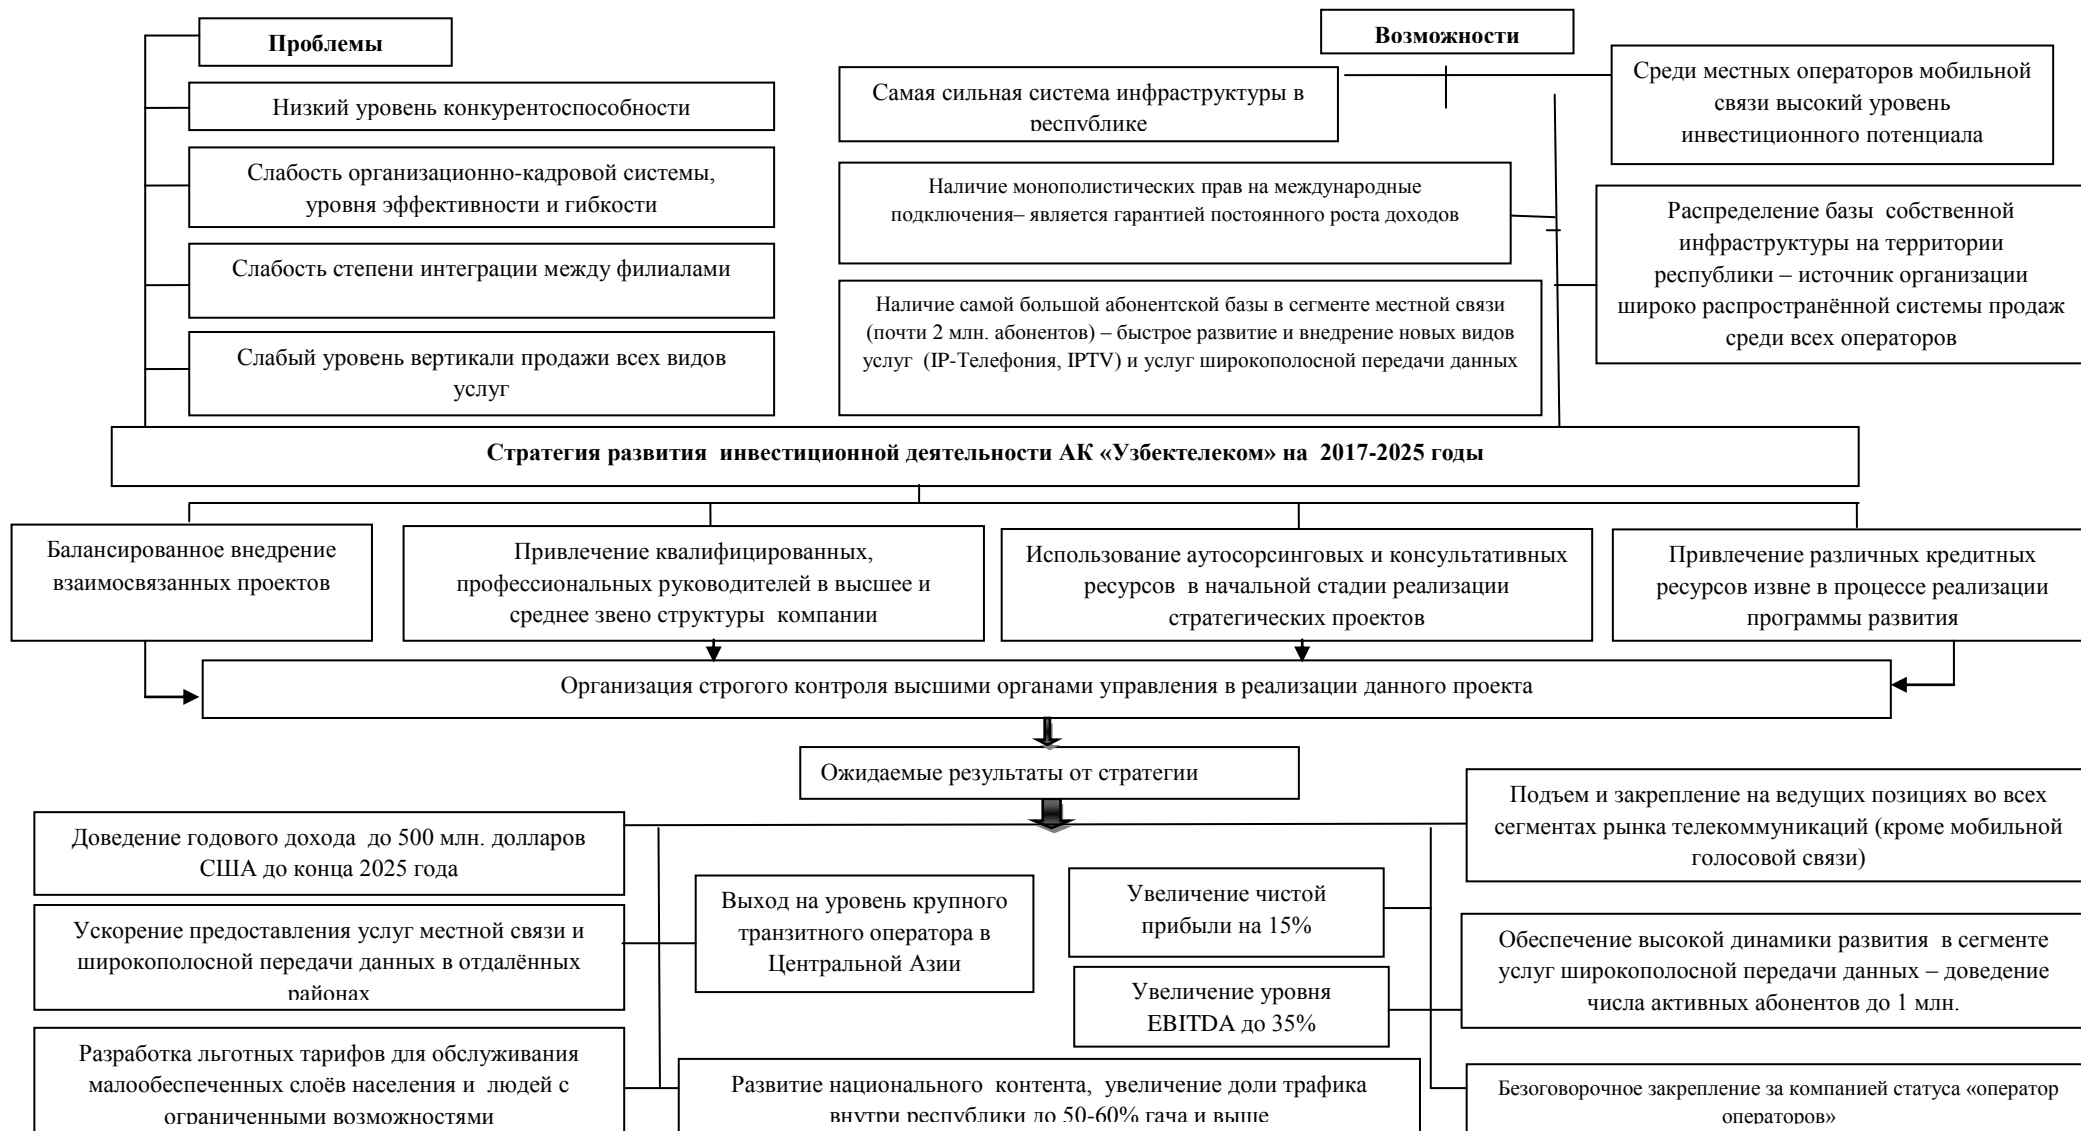 Проблемы
Низкий уровень конкурентоспособности
Слабость организационно-кадровой системы,
уровня эффективности и гибкости
Слабость степени интеграции между филиалами
Слабый уровень вертикали продажи всех видов
услуг
Возможности
Самая сильная система инфраструктуры в
республике
Наличие монополистических прав на международные
подключения– является гарантией постоянного роста доходов
Наличие самой большой абонентской базы в сегменте местной связи
(почти 2 млн. абонентов) – быстрое развитие и внедрение новых видов
услуг (IP-Телефония, IPTV) и услуг широкополосной передачи данных
Среди местных операторов мобильной
связи высокий уровень
инвестиционного потенциала
Распределение базы собственной
инфраструктуры на территории
республики – источник организации
широко распространённой системы продаж
среди всех операторов
Стратегия развития инвестиционной деятельности АК «Узбектелеком» на 2017-2025 годы
Балансированное внедрение
взаимосвязанных проектов
Привлечение квалифицированных,
профессиональных руководителей в высшее и
среднее звено структуры компании
Использование аутосорсинговых и консультативных
ресурсов в начальной стадии реализации
стратегических проектов
Привлечение различных кредитных
ресурсов извне в процессе реализации
программы развития
Организация строгого контроля высшими органами управления в реализации данного проекта
Ожидаемые результаты от стратегии
Доведение годового дохода до 500 млн. долларов
США до конца 2025 года
Ускорение предоставления услуг местной связи и
широкополосной передачи данных в отдалённых
районах
Разработка льготных тарифов для обслуживания
малообеспеченных слоёв населения и людей с
ограниченными возможностями
Выход на уровень крупного
транзитного оператора в
Центральной Азии
Увеличение чистой
прибыли на 15%
Увеличение уровня
EBITDA до 35%
Развитие национального контента, увеличение доли трафика
внутри республики до 50-60% гача и выше
Подъем и закрепление на ведущих позициях во всех
сегментах рынка телекоммуникаций (кроме мобильной
голосовой связи)
Обеспечение высокой динамики развития в сегменте
услуг широкополосной передачи данных – доведение
числа активных абонентов до 1 млн.
Безоговорочное закрепление за компанией статуса «оператор
операторов»